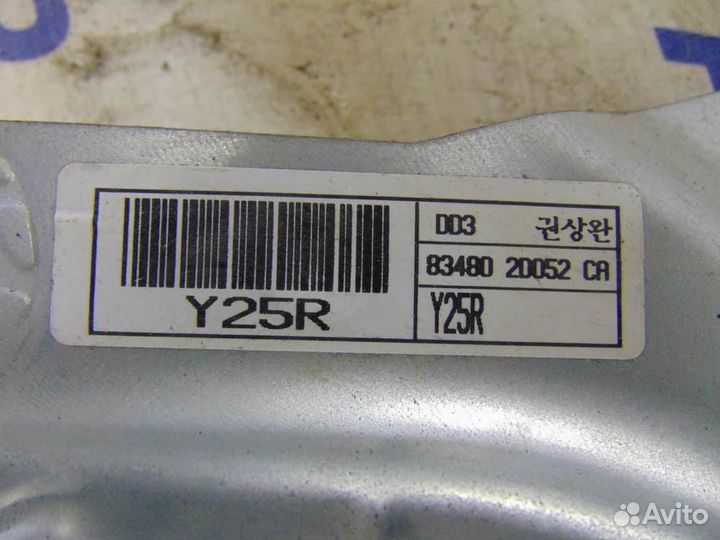 Y25R
DD3 권상완
83480 2D052 CA
Y25R
Avito